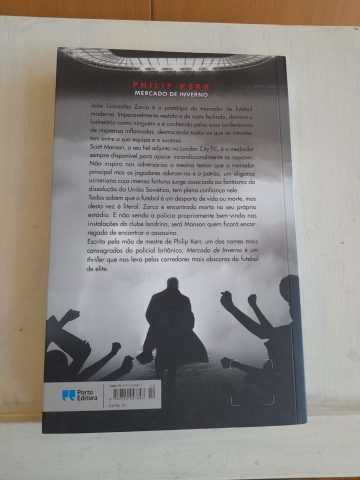 PHILIP KERR
MERCADO DE INVERNO
João Gonzales Zarco é o protótipo do treinador de futebol
moderno. Impecavelmente vestido e de rosto fechado, domina o
balneário como ninguém e é conhecido pelas suas conferências
de imprensa inflamadas, destroçando todos os que se intrometem
tem entre a sua equipa e o sucesso.
Scott Manson, o seu fiel adjunto no London City FC, é o mediador
sempre disponível para apoiar incondicionalmente os rapazes.
Não inspira nos adversários o mesmo temor que o treinador
principal mas os jogadores adoram-no e o patrão, um oligarca
ucraniano cuja imensa fortuna surge associada ao fantasma da
dissolução da União Soviética, tem plena confiança nele.
Todos sabem que o futebol é um desporto de vida ou morte, mas
desta vez é literal: Zarco é encontrado morto no seu próprio
estádio. E não sendo a polícia propriamente bem-vinda nas
instalações do clube londrino, será Manson quem ficará encar-
regado de encontrar o assassino.
Escrito pela mão de mestre de Philip Kerr, um dos nomes mais
consagrados do policial britânico, Mercado de Inverno é um
thriller que nos leva pelos corredores mais obscuros do futebol
de elite.
Porto
Editora